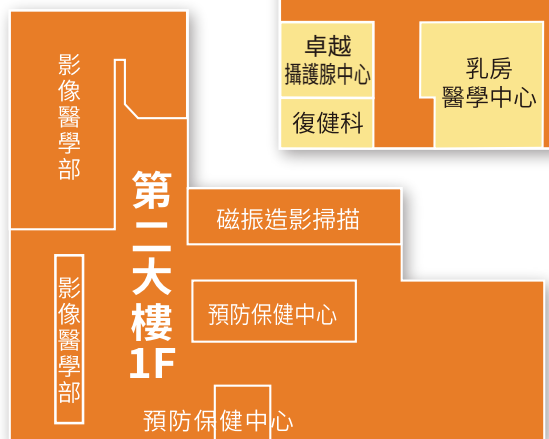 卓越
攝護腺中心
乳房
醫學中心
復健科
影像醫學部
第二大樓
1F
磁振造影掃描
影像醫學部
預防保健中心
預防保健中心